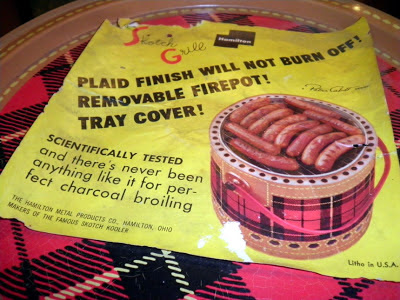 Skotch Grill
Hamilton
PLAID FINISH WILL NOT BURN OFF!
REMOVABLE FIREPOT!
TRAY COVER!
SCIENTIFICALLY TESTED
and there's never been
anything like it for per-
fect charcoal broiling
THE HAMILTON METAL PRODUCTS CO., HAMILTON, OHIO
MAKERS OF THE FAMOUS SKOTCH KOOLER
Litho in U.S.A.